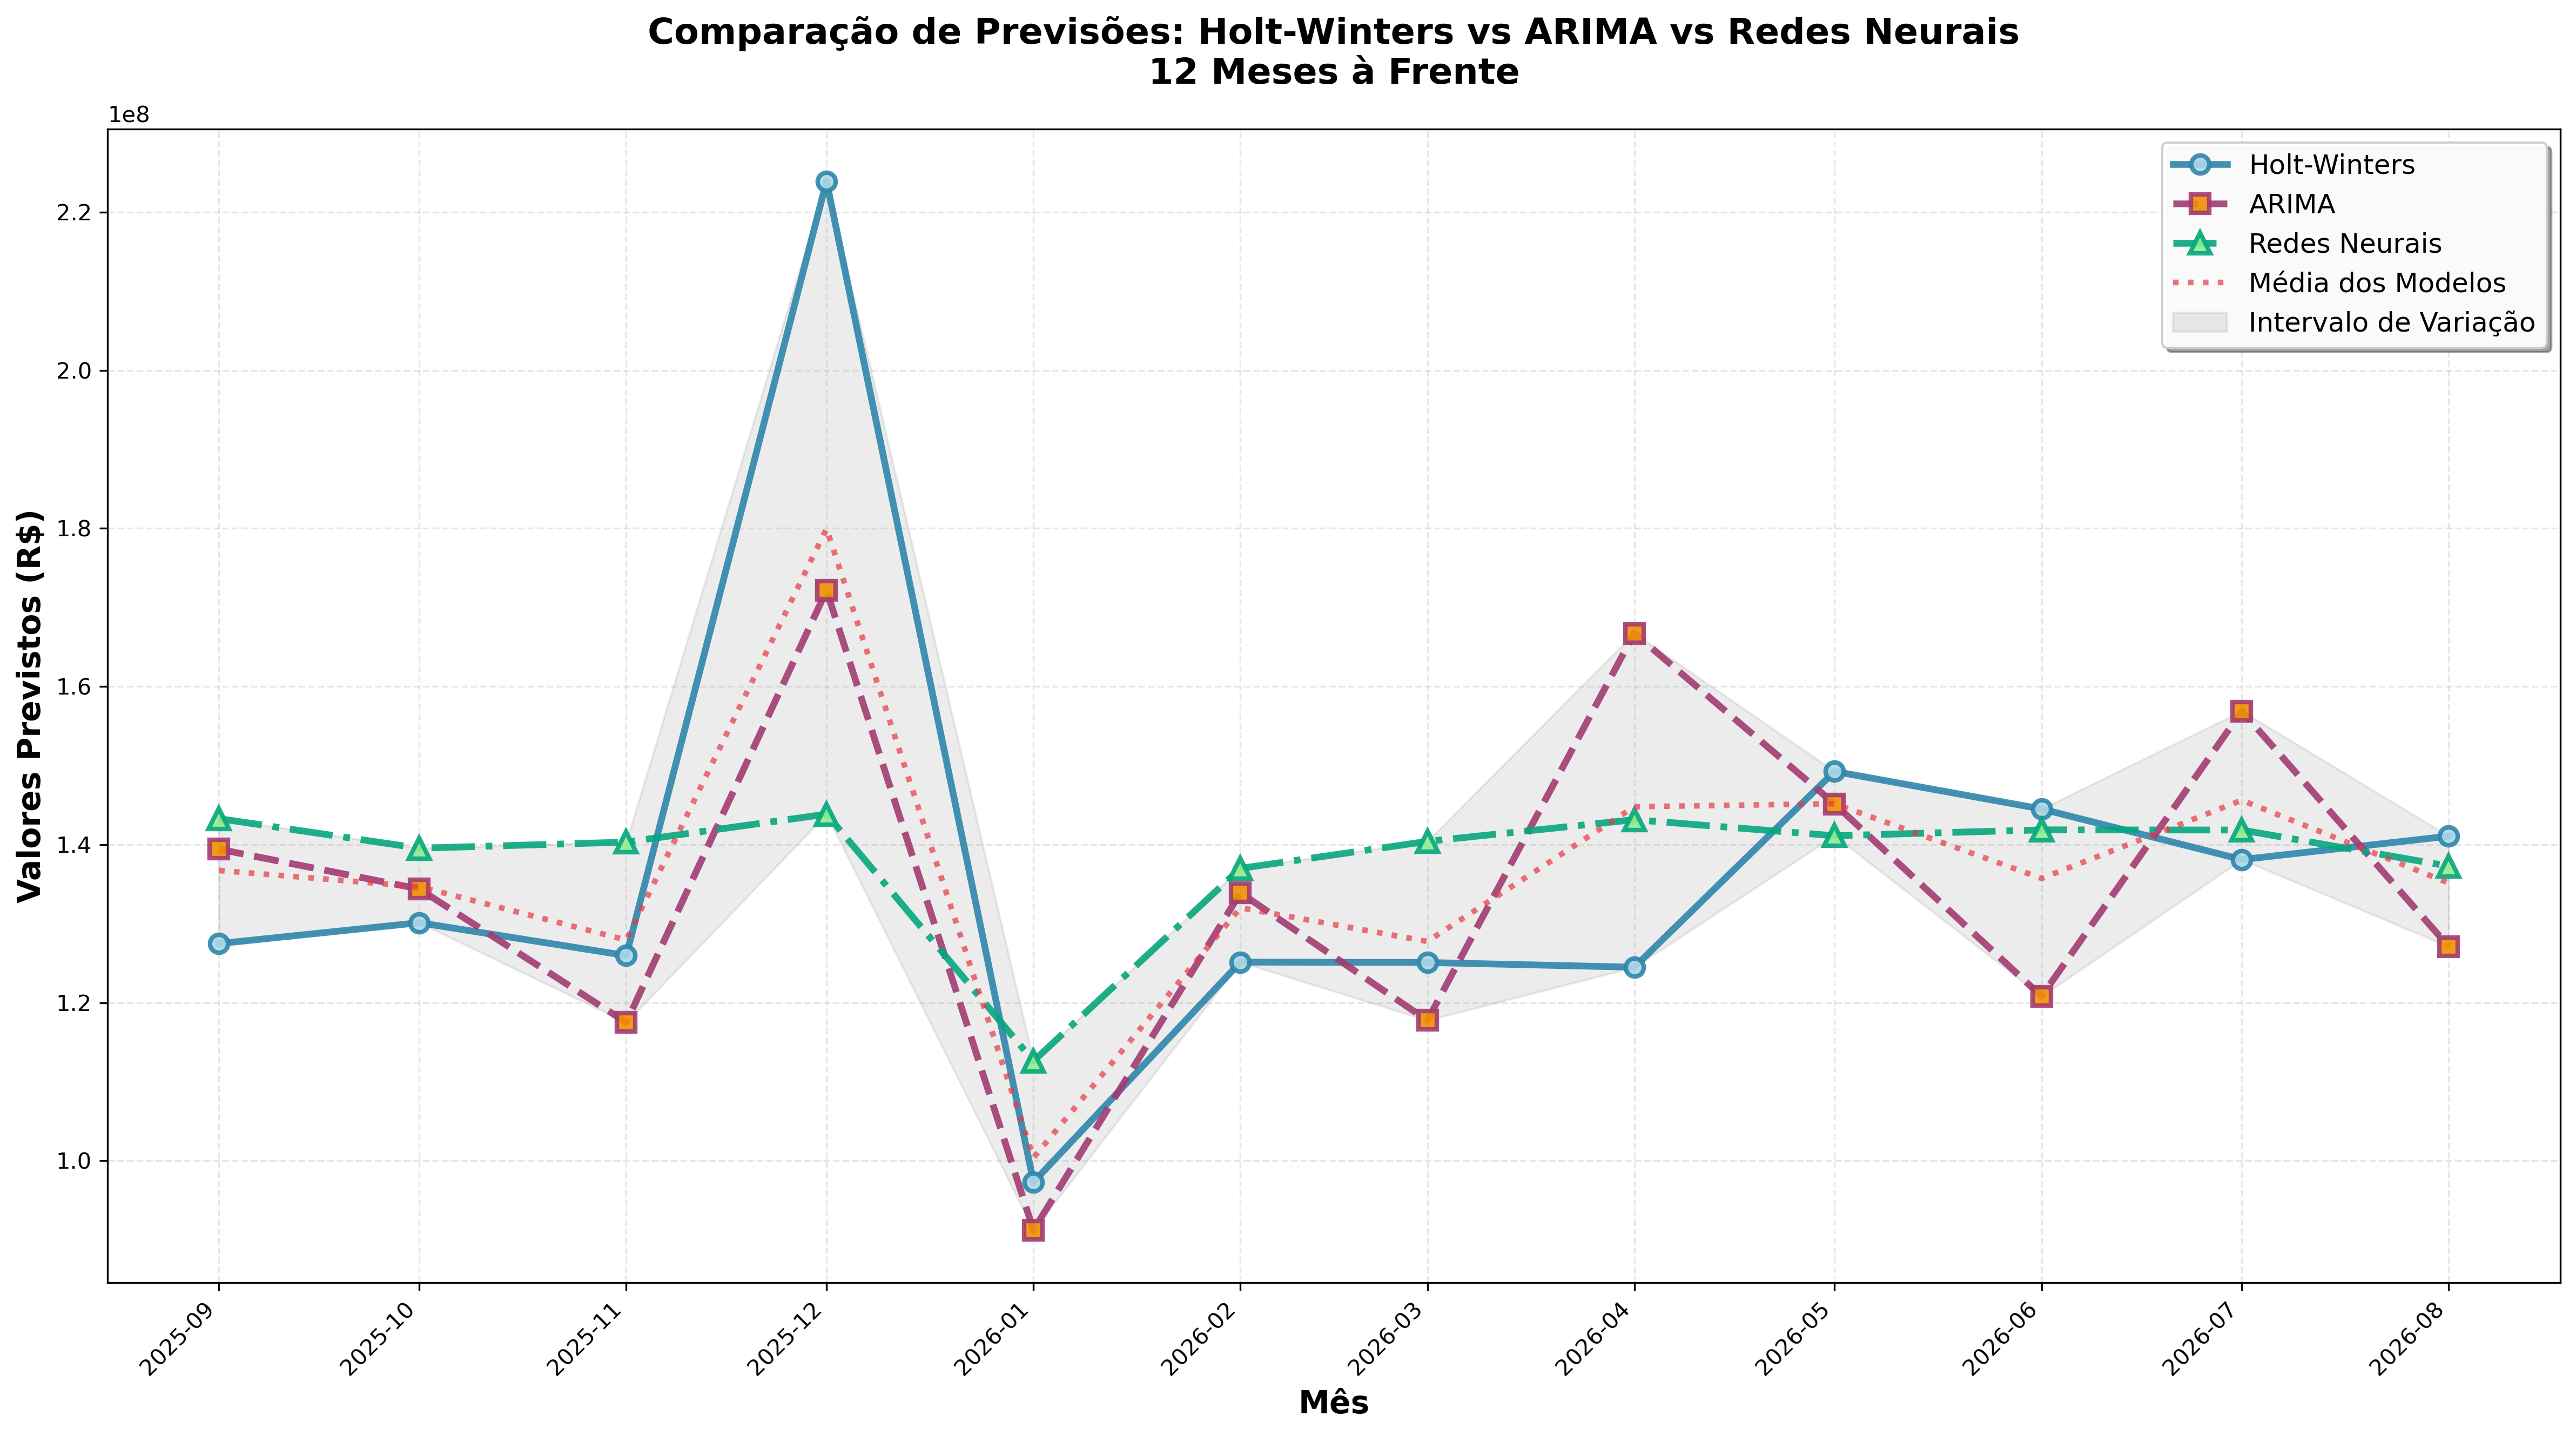 Comparação de Previsões: Holt-Winters vs ARIMA vs Redes Neurais
12 Meses à Frente
1e8
Holt-Winters
ARIMA
Redes Neurais
Média dos Modelos
Intervalo de Variação
Valores Previstos (R$)
2.2
2.0
1.8
1.6
1.4
1.2
1.0
2025-09
2025-10
2025-11
2025-12
2026-01
2026-02
2026-03
2026-04
2026-05
2026-06
2026-07
2026-08
Mês